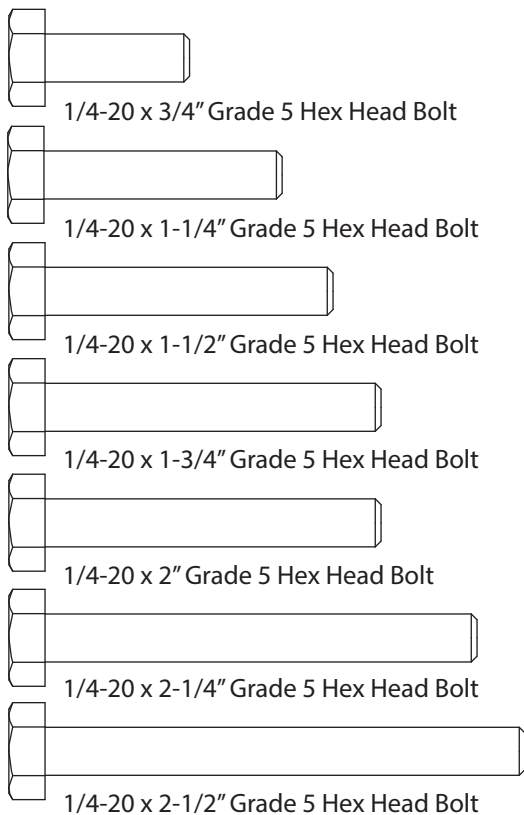 1/4-20 x 3/4” Grade 5 Hex Head Bolt
1/4-20 x 1-1/4” Grade 5 Hex Head Bolt
1/4-20 x 1-1/2” Grade 5 Hex Head Bolt
1/4-20 x 1-3/4” Grade 5 Hex Head Bolt
1/4-20 x 2” Grade 5 Hex Head Bolt
1/4-20 x 2-1/4” Grade 5 Hex Head Bolt
1/4-20 x 2-1/2” Grade 5 Hex Head Bolt